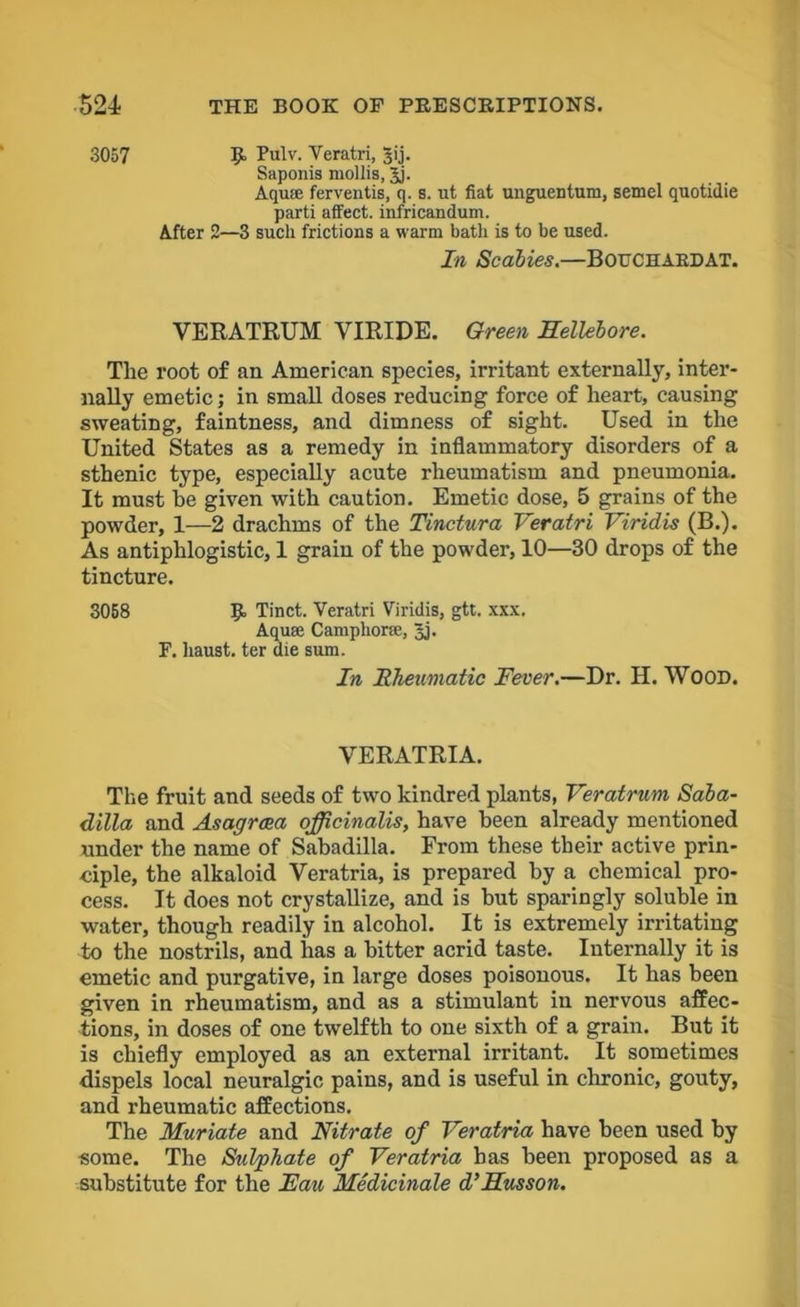 524 THE BOOK OF PRESCRIPTIONS.
3057 ℞ Pulv. Veratri, ʒij.
Saponis mollis, ʒj.
Aquæ ferventis, q. s. ut fiat unguentum, semel quotidie
parti affect. infricandum.
After 2—3 such frictions a warm bath is to be used.
In Scabies.—BOUCHARDAT.
VERATRUM VIRIDE. Green Hellebore.
The root of an American species, irritant externally, inter-
nally emetic; in small doses reducing force of heart, causing
sweating, faintness, and dimness of sight. Used in the
United States as a remedy in inflammatory disorders of a
sthenic type, especially acute rheumatism and pneumonia.
It must be given with caution. Emetic dose, 5 grains of the
powder, 1—2 drachms of the Tinctura Veratri Viridis (B.).
As antiphlogistic, 1 grain of the powder, 10—30 drops of the
tincture.
3058 ℞ Tinct. Veratri Viridis, gtt. xxx.
Aquæ Camphoræ, ℥j.
F. haust. ter die sum.
In Rheumatic Fever.—Dr. H. WOOD.
VERATRIA.
The fruit and seeds of two kindred plants, Veratrum Saba-
dilla and Asagræa officinalis, have been already mentioned
under the name of Sabadilla. From these their active prin-
ciple, the alkaloid Veratria, is prepared by a chemical pro-
cess. It does not crystallize, and is but sparingly soluble in
water, though readily in alcohol. It is extremely irritating
to the nostrils, and has a bitter acrid taste. Internally it is
emetic and purgative, in large doses poisonous. It has been
given in rheumatism, and as a stimulant in nervous affec-
tions, in doses of one twelfth to one sixth of a grain. But it
is chiefly employed as an external irritant. It sometimes
dispels local neuralgic pains, and is useful in chronic, gouty,
and rheumatic affections.
The Muriate and Nitrate of Veratria have been used by
some. The Sulphate of Veratria has been proposed as a
substitute for the Eau Médicinale d'Husson.